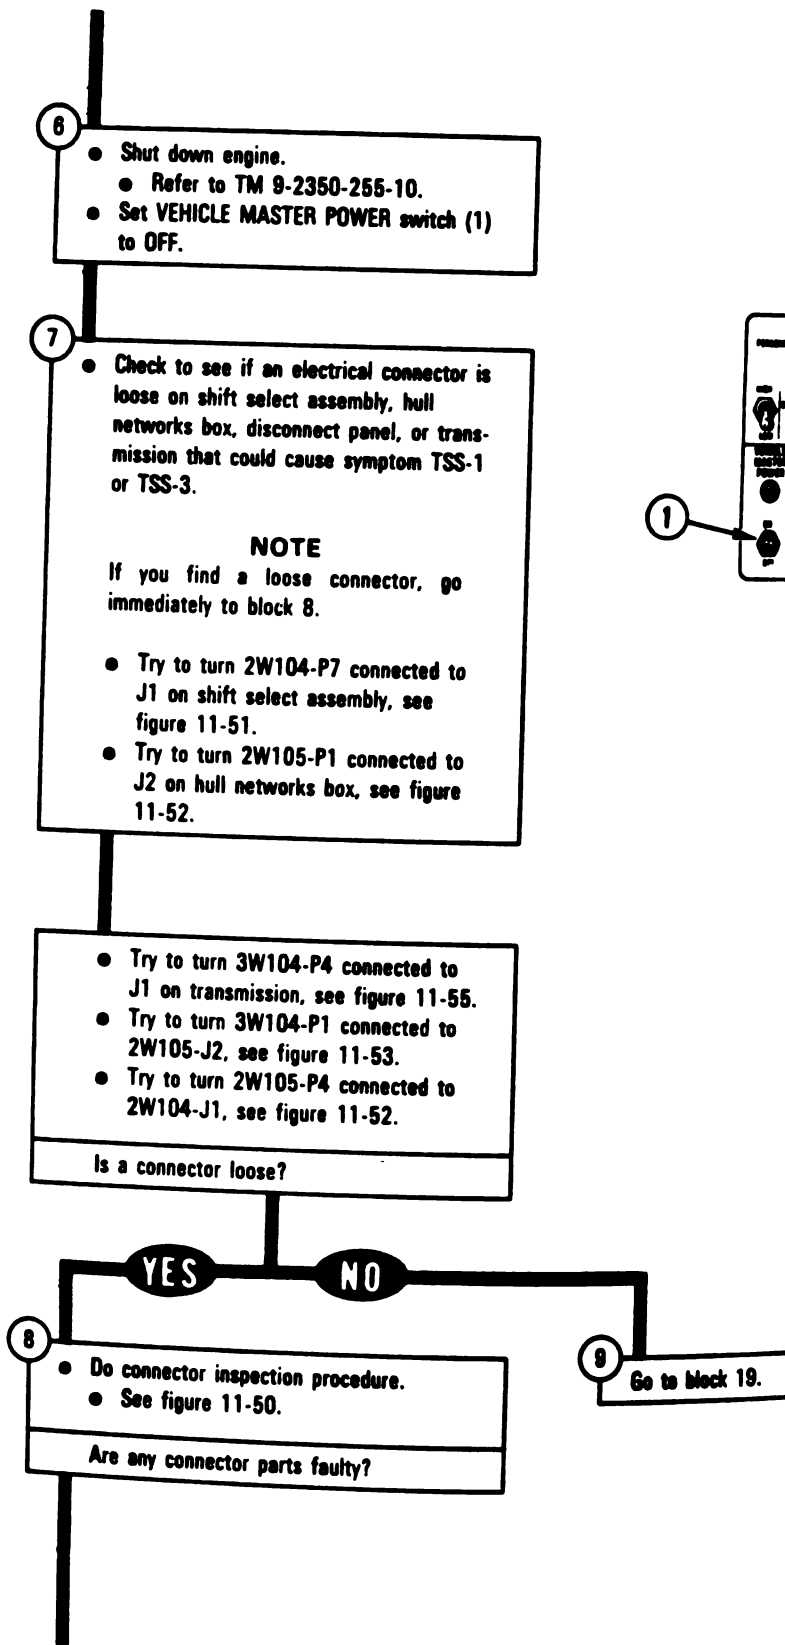 6
● Shut down engine.
● Refer to TM 9-2350-255-10.
● Set VEHICLE MASTER POWER switch (1)
to OFF.
7
● Check to see if an electrical connector is
loose on shift select assembly, hull
networks box, disconnect panel, or trans-
mission that could cause symptom TSS-1
or TSS-3.
NOTE
If you find a loose connector, go
immediately to block 8.
● Try to turn 2W104-P7 connected to
J1 on shift select assembly, see
figure 11-51.
● Try to turn 2W105-P1 connected to
J2 on hull networks box, see figure
11-52.
1
● Try to turn 3W104-P4 connected to
J1 on transmission, see figure 11-55.
● Try to turn 3W104-P1 connected to
2W105-J2, see figure 11-53.
● Try to turn 2W105-P4 connected to
2W104-J1, see figure 11-52.
Is a connector loose?
YES
NO
8
● Do connector inspection procedure.
● See figure 11-50.
Are any connector parts faulty?
9
Go to block 19.